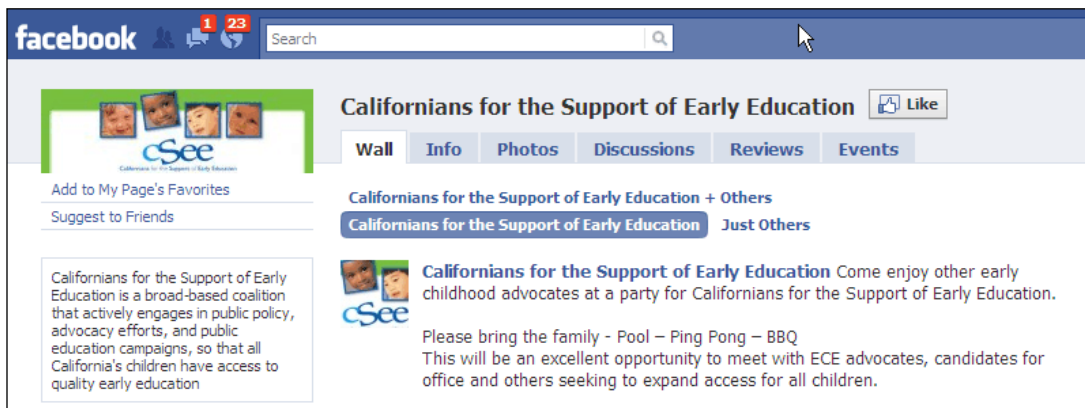 facebook
1
23
Search
Californians for the Support of Early Education
Like
Wall
Info
Photos
Discussions
Reviews
Events
csee
Californians for the Support of Early Education
Add to My Page's Favorites
Suggest to Friends
Californians for the Support of Early Education is a broad-based coalition
that actively engages in public policy,
advocacy efforts, and public
education campaigns, so that all
California's children have access to
quality early education
Californians for the Support of Early Education + Others
Californians for the Support of Early Education
Just Others
csee
Californians for the Support of Early Education Come enjoy other early
childhood advocates at a party for Californians for the Support of Early Education.
Please bring the family - Pool – Ping Pong – BBQ
This will be an excellent opportunity to meet with ECE advocates, candidates for
office and others seeking to expand access for all children.